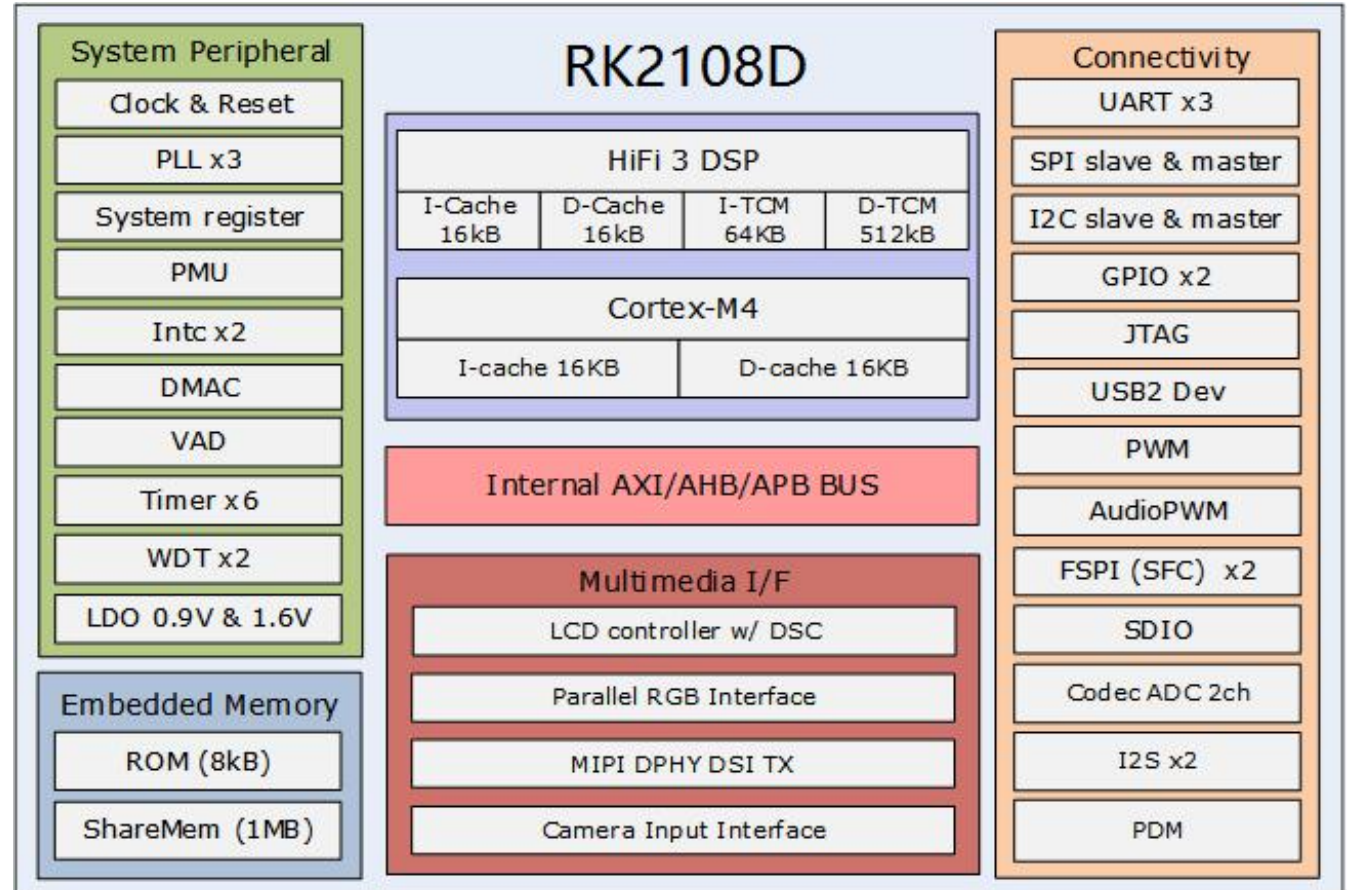 System Peripheral
Clock & Reset
PLL x3
System register
PMU
Intc x2
DMAC
VAD
Timer x6
WDT x2
LDO 0.9V & 1.6V
Embedded Memory
ROM (8kB)
ShareMem (1MB)
RK2108D
HiFi 3 DSP
I-Cache D-Cache I-TCM D-TCM
16kB 16kB 64KB 512kB
Cortex-M4
I-cache 16KB D-cache 16KB
Internal AXI/AHB/APB BUS
Multimedia I/F
LCD controller w/ DSC
Parallel RGB Interface
MIPI DPHY DSI TX
Camera Input Interface
Connectivity
UART x3
SPI slave & master
I2C slave & master
GPIO x2
JTAG
USB2 Dev
PWM
AudioPWM
FSPI (SFC) x2
SDIO
Codec ADC 2ch
I2S x2
PDM